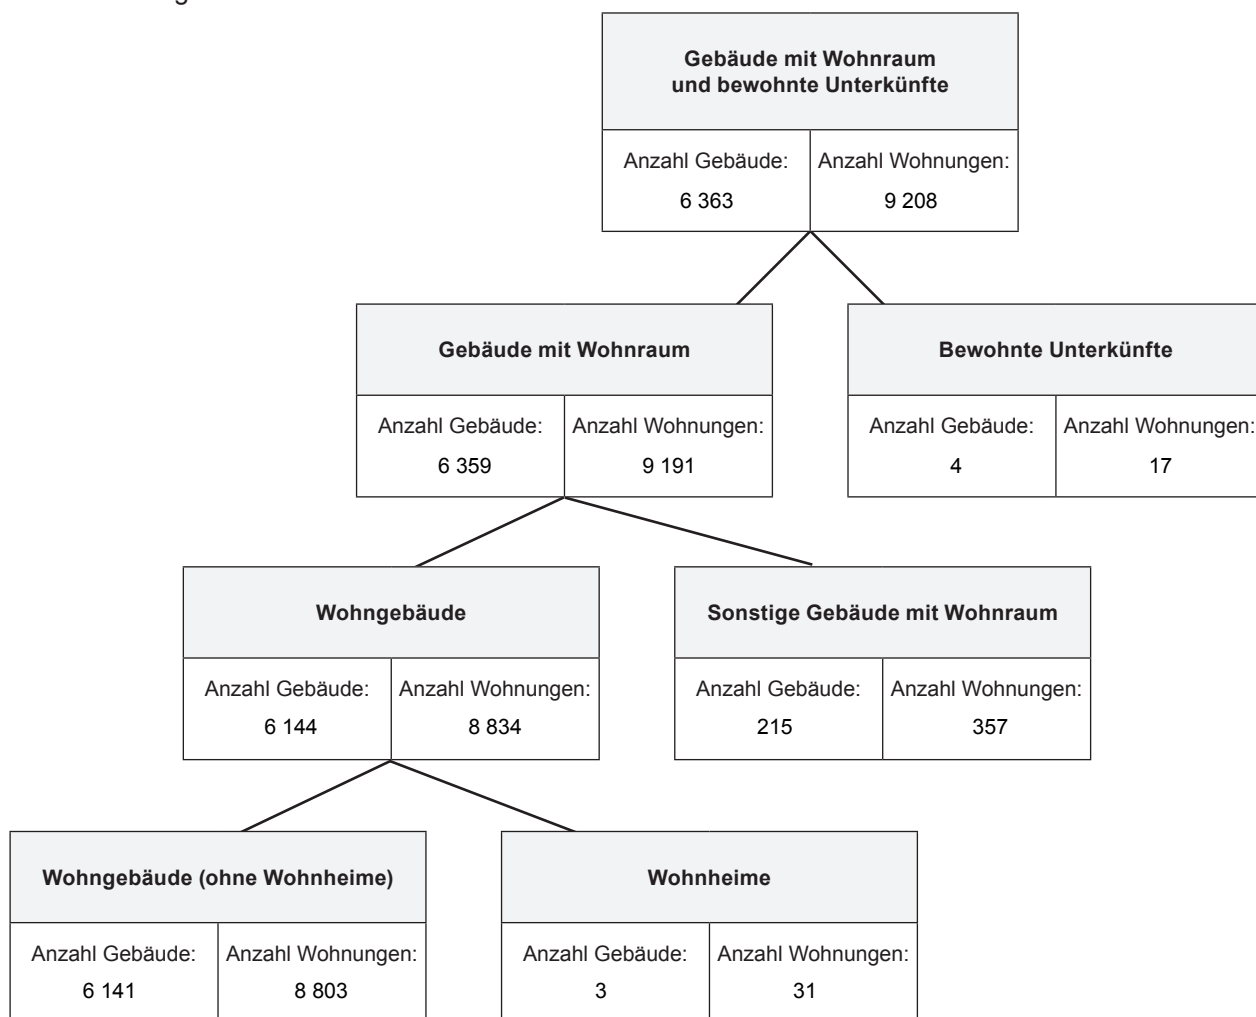 Gebäude mit Wohnraum
und bewohnte Unterkünfte
Anzahl Gebäude: Anzahl Wohnungen:
6 363 9 208
Gebäude mit Wohnraum Bewohnte Unterkünfte
Anzahl Gebäude: Anzahl Wohnungen: Anzahl Gebäude: Anzahl Wohnungen:
6 359 9 191 4 17
Wohngebäude Sonstige Gebäude mit Wohnraum
Anzahl Gebäude: Anzahl Wohnungen: Anzahl Gebäude: Anzahl Wohnungen:
6 144 8 834 215 357
Wohngebäude (ohne Wohnheime) Wohnheime
Anzahl Gebäude: Anzahl Wohnungen: Anzahl Gebäude: Anzahl Wohnungen:
6 141 8 803 3 31